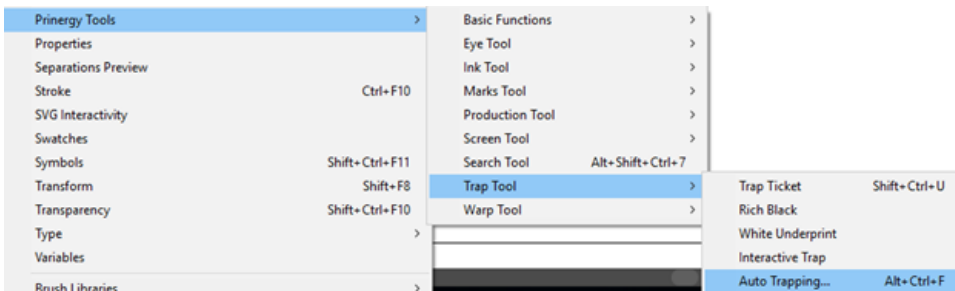 Prinergy Tools >
Properties
Separations Preview
Stroke Ctrl+F10
SVG Interactivity
Swatches
Symbols Shift+Ctrl+F11
Transform Shift+F8
Transparency Shift+Ctrl+F10
Type >
Variables
Brush Libraries >
Basic Functions >
Eye Tool >
Ink Tool >
Marks Tool >
Production Tool >
Screen Tool >
Search Tool Alt+Shift+Ctrl+7
Trap Tool >
Warp Tool >
Trap Ticket Shift+Ctrl+U
Rich Black
White Underprint
Interactive Trap
Auto Trapping... Alt+Ctrl+F